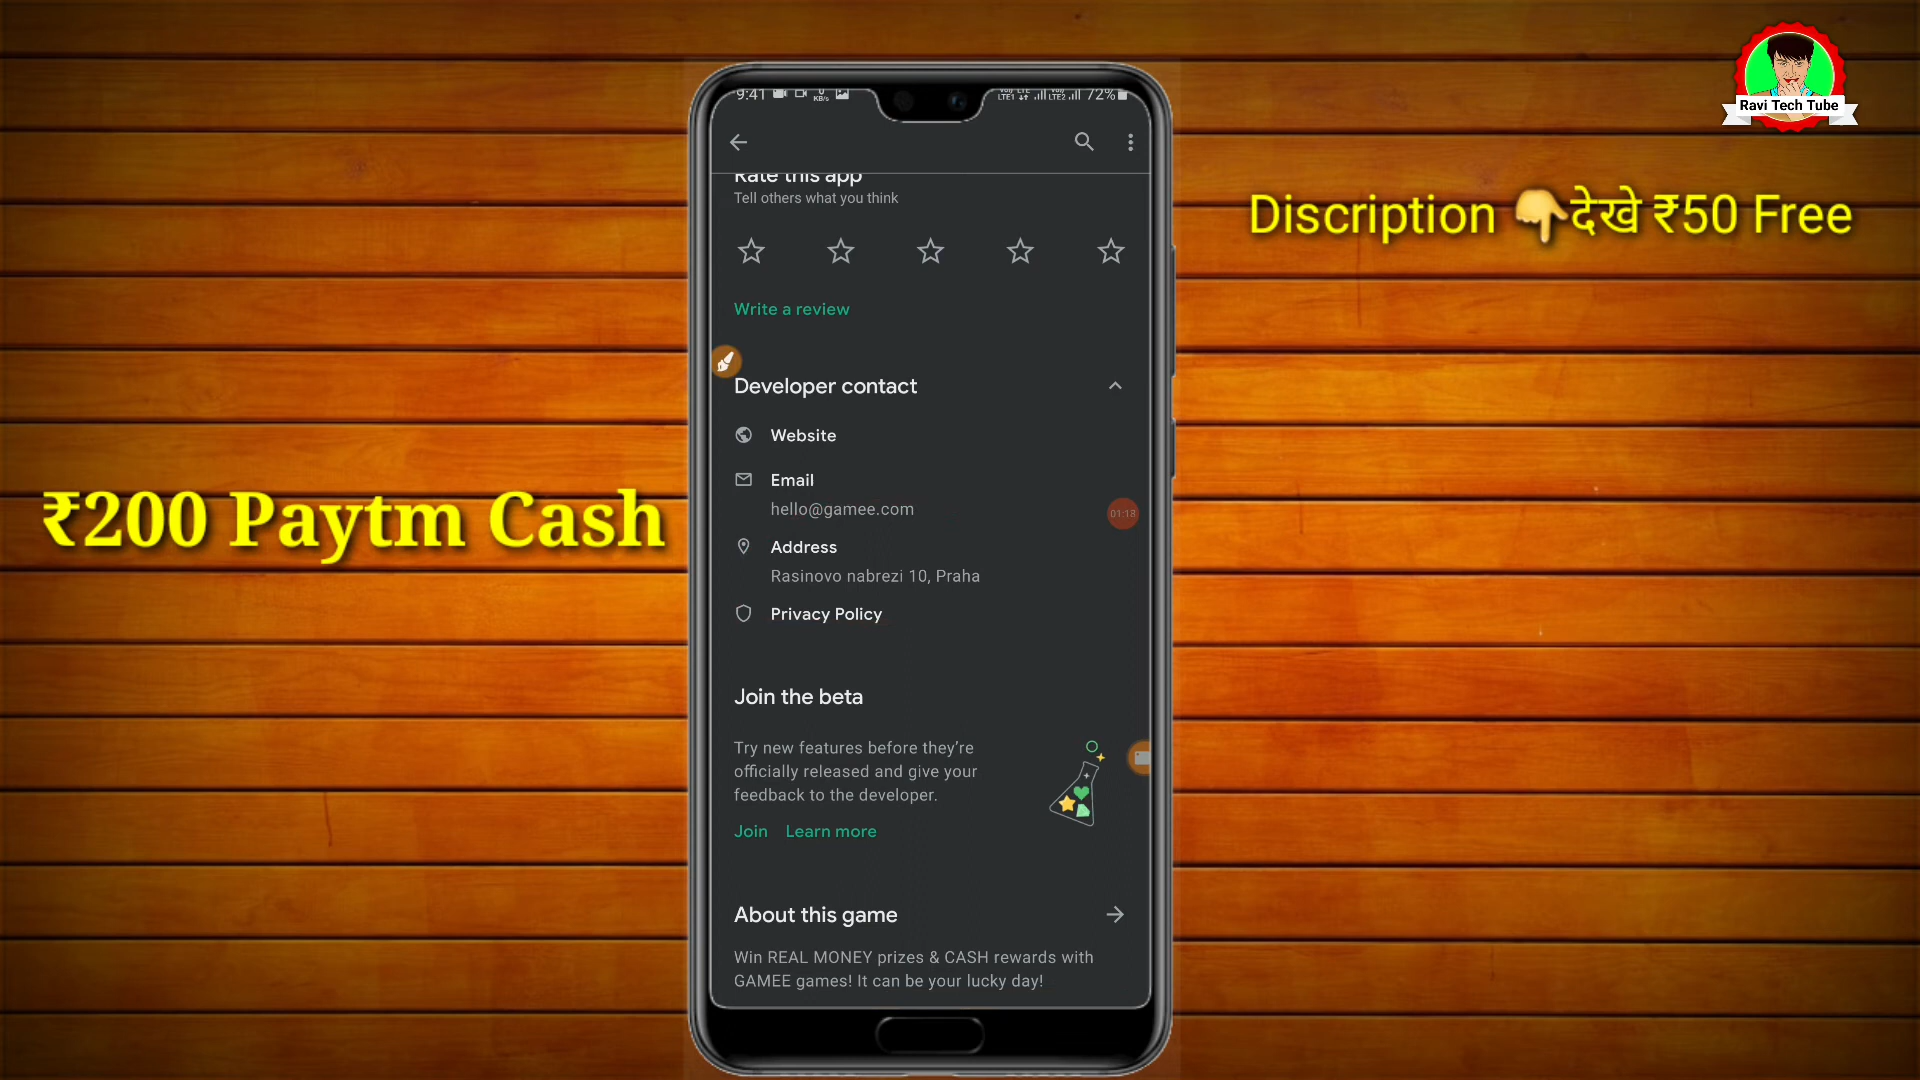 9:41
0
KB/s
72%
Ravi Tech Tube
Rate this app
Tell others what you think
Discription 👇देखे ₹50 Free
Write a review
Developer contact
Website
Email
hello@gamee.com
01:18
Address
Rasinovo nabrezi 10, Praha
₹200 Paytm Cash
Privacy Policy
Join the beta
Try new features before they're
officially released and give your
feedback to the developer.
Join Learn more
About this game
Win REAL MONEY prizes & CASH rewards with
GAMEE games! It can be your lucky day!